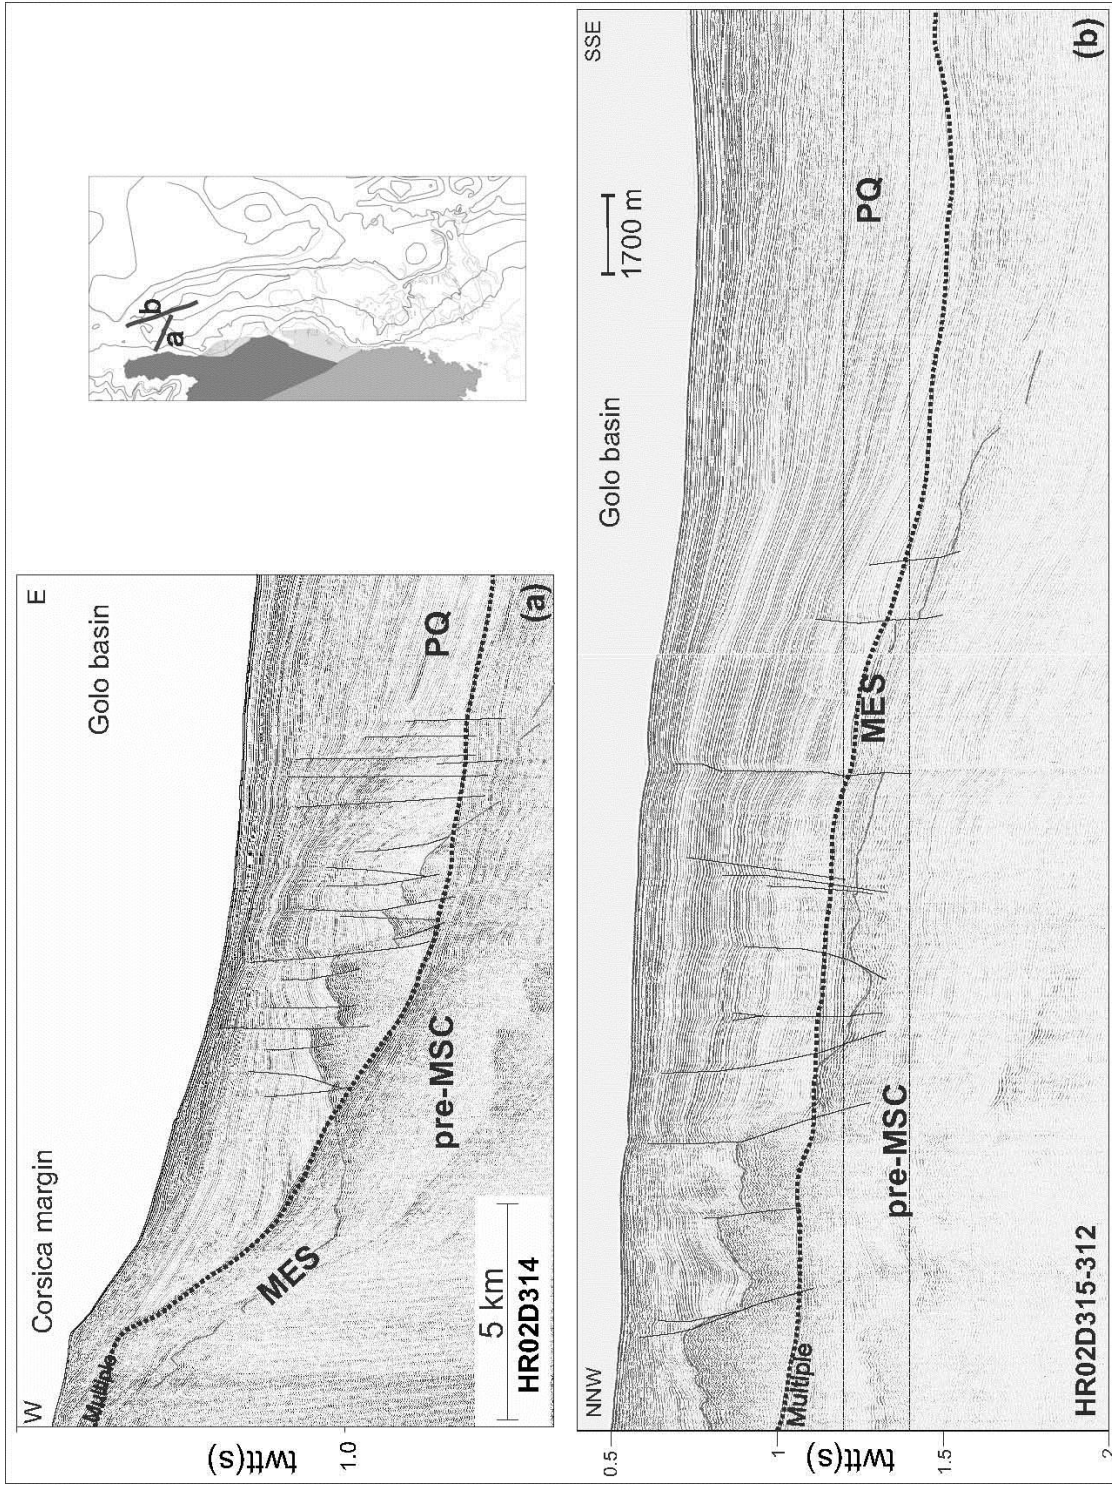 W
E
Corsica margin
Golo basin
Multiple
MES
pre-MSC
PQ
twtt(s)
1.0
5 km
HR02D314
(a)
a
b
NNW
SSE
Golo basin
1700 m
0.5
1
1.5
2
twtt(s)
Multiple
MES
PQ
pre-MSC
HR02D315-312
(b)